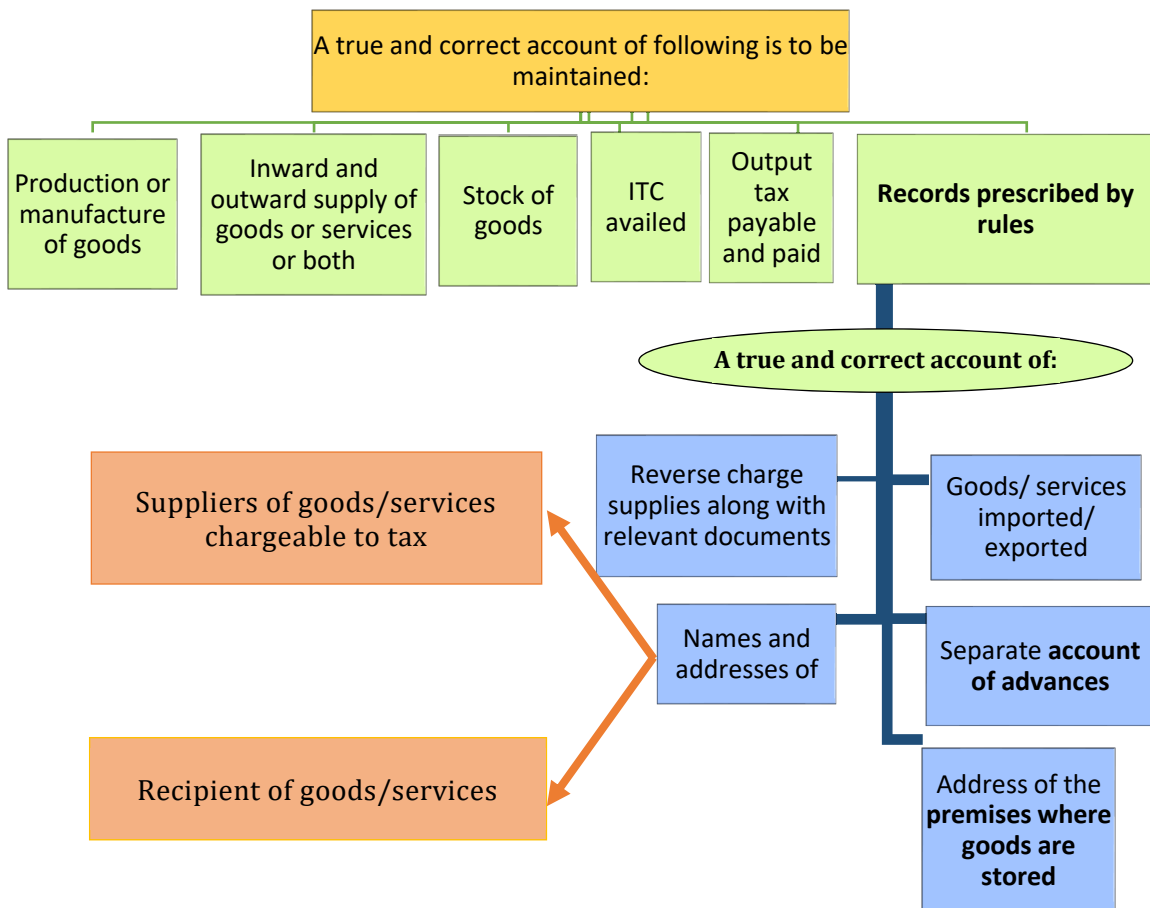 A true and correct account of following is to be
maintained:
Production or
manufacture
of goods
Inward and
outward supply of
goods or services
or both
Stock of
goods
ITC
availed
Output
tax
payable
and paid
Records prescribed by
rules
A true and correct account of:
Reverse charge
supplies along with
relevant documents
Goods/ services
imported/
exported
Suppliers of goods/services
chargeable to tax
Names and
addresses of
Separate account
of advances
Recipient of goods/services
Address of the
premises where
goods are
stored